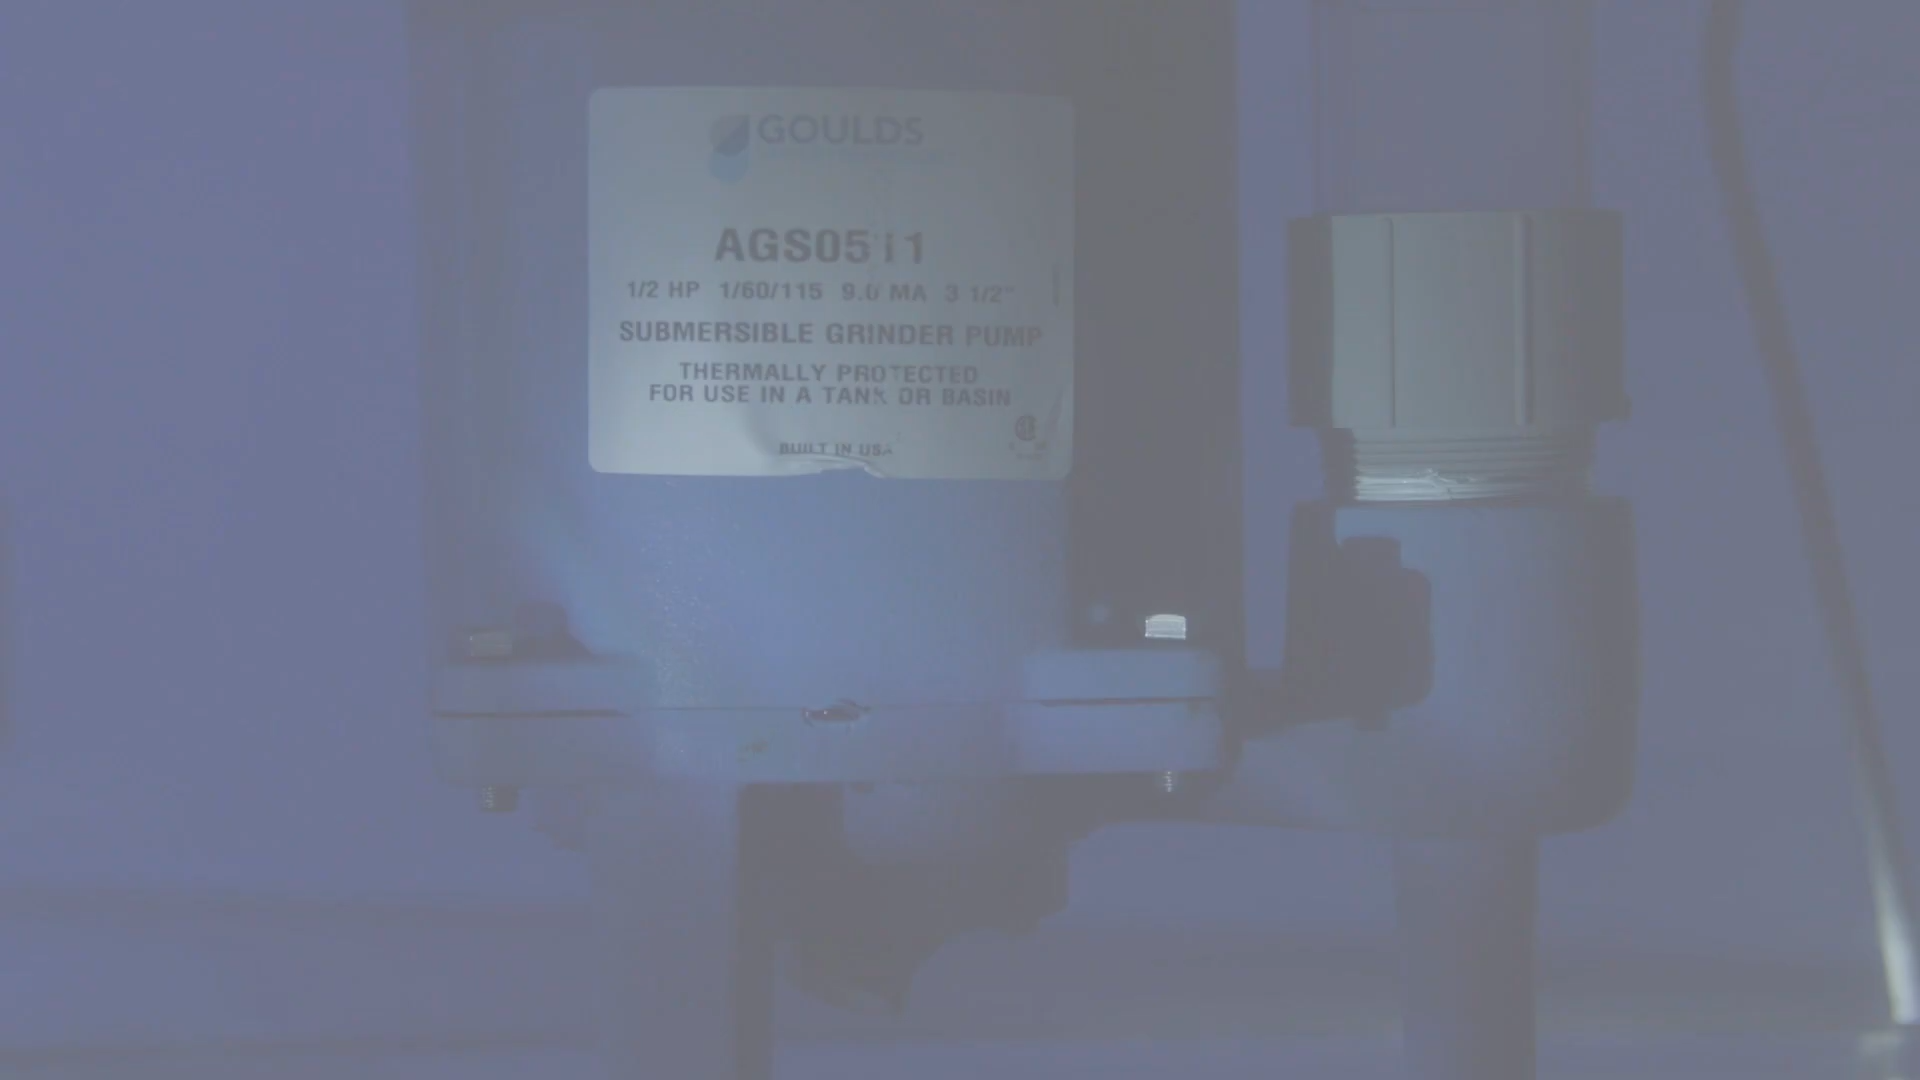 GOULDS
AGS0511
1/2 HP 1/60/115 9.0 MA 3 1/2"
SUBMERSIBLE GRINDER PUMP
THERMALLY PROTECTED
FOR USE IN A TANK OR BASIN
BUILT IN USA